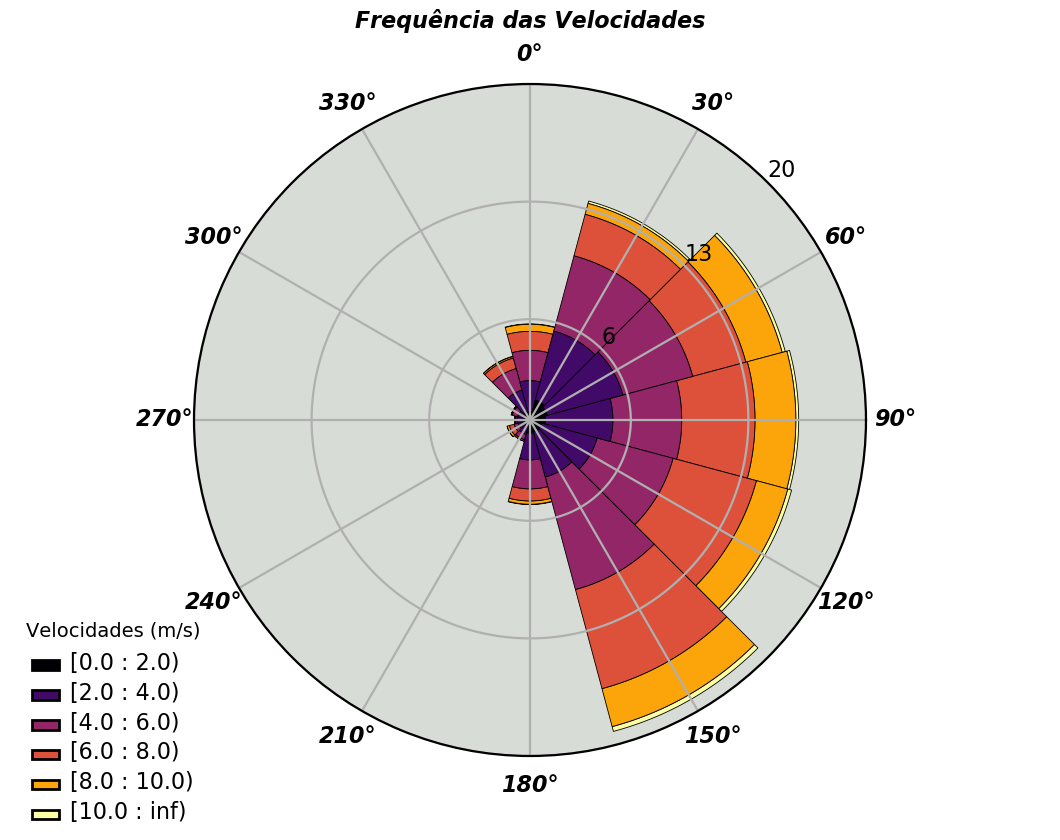 Frequência das Velocidades
0°
330°
30°
20
300°
60°
13
6
270°
90°
240°
120°
Velocidades (m/s)
[0.0 : 2.0)
[2.0 : 4.0)
[4.0 : 6.0)
210°
150°
[6.0 : 8.0)
180°
[8.0 : 10.0)
[10.0 : inf)